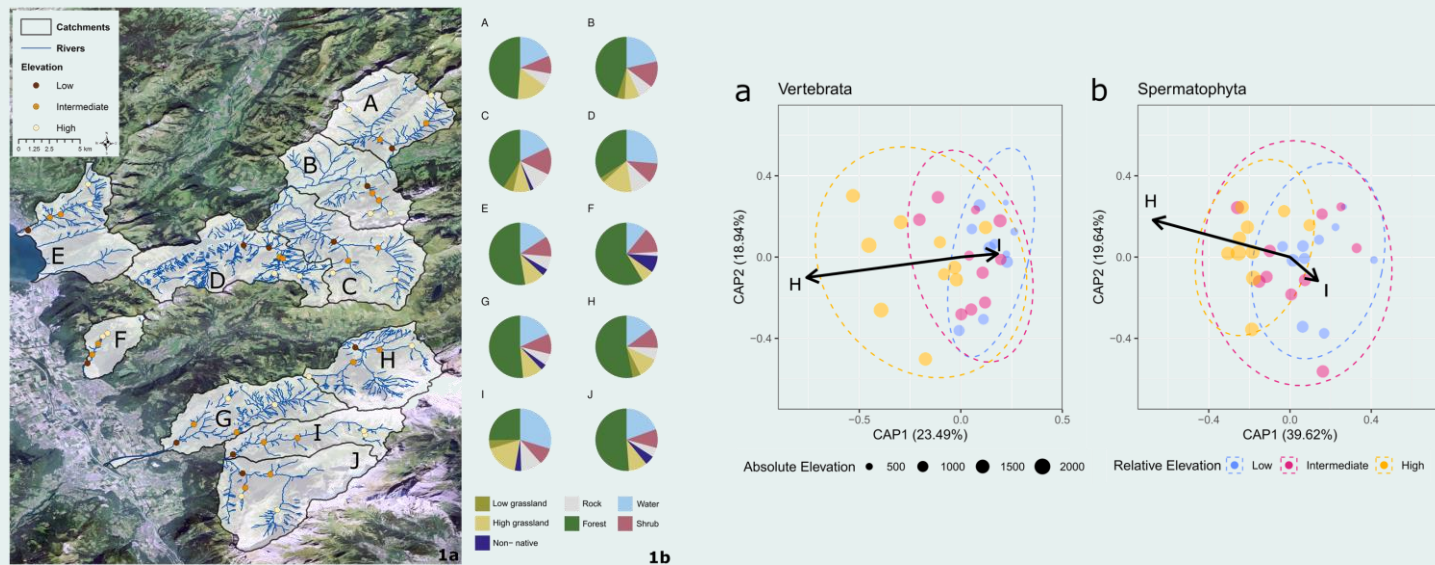 Catchments
Rivers
Elevation
Low
Intermediate
High
0 1.25 2.5 5 km
A
B
C
D
E
F
G
H
I
J
1a
A
B
C
D
E
F
G
H
I
J
Low grassland
Rock
Water
High grassland
Forest
Shrub
Non- native
1b
a Vertebrata
CAP2 (18.94%)
0.4
0.0
−0.4
H
I
−0.5 0.0 0.5
CAP1 (23.49%)
Absolute Elevation 500 1000 1500 2000
b Spermatophyta
CAP2 (19.64%)
0.4
0.0
−0.4
H
I
−0.4 0.0 0.4
CAP1 (39.62%)
Relative Elevation Low Intermediate High